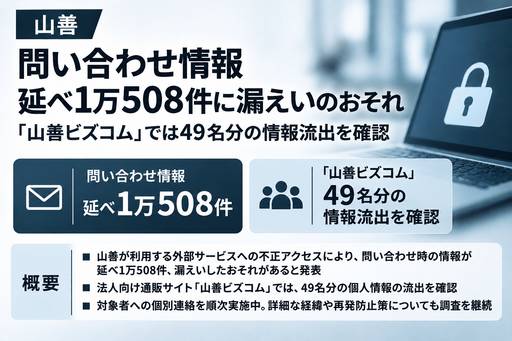 山善
問い合わせ情報
延べ1万508件に漏えいのおそれ
「山善ビズコム」では49名分の情報流出を確認
問い合わせ情報
延べ1万508件
「山善ビズコム」
49名分の
情報流出を確認
概要
■ 山善が利用する外部サービスへの不正アクセスにより、問い合わせ時の情報が
延べ1万508件、漏えいしたおそれがあると発表
■ 法人向け通販サイト「山善ビズコム」では、49名分の個人情報の流出を確認
■ 対象者への個別連絡を順次実施中。詳細な経緯や再発防止策についても調査を継続